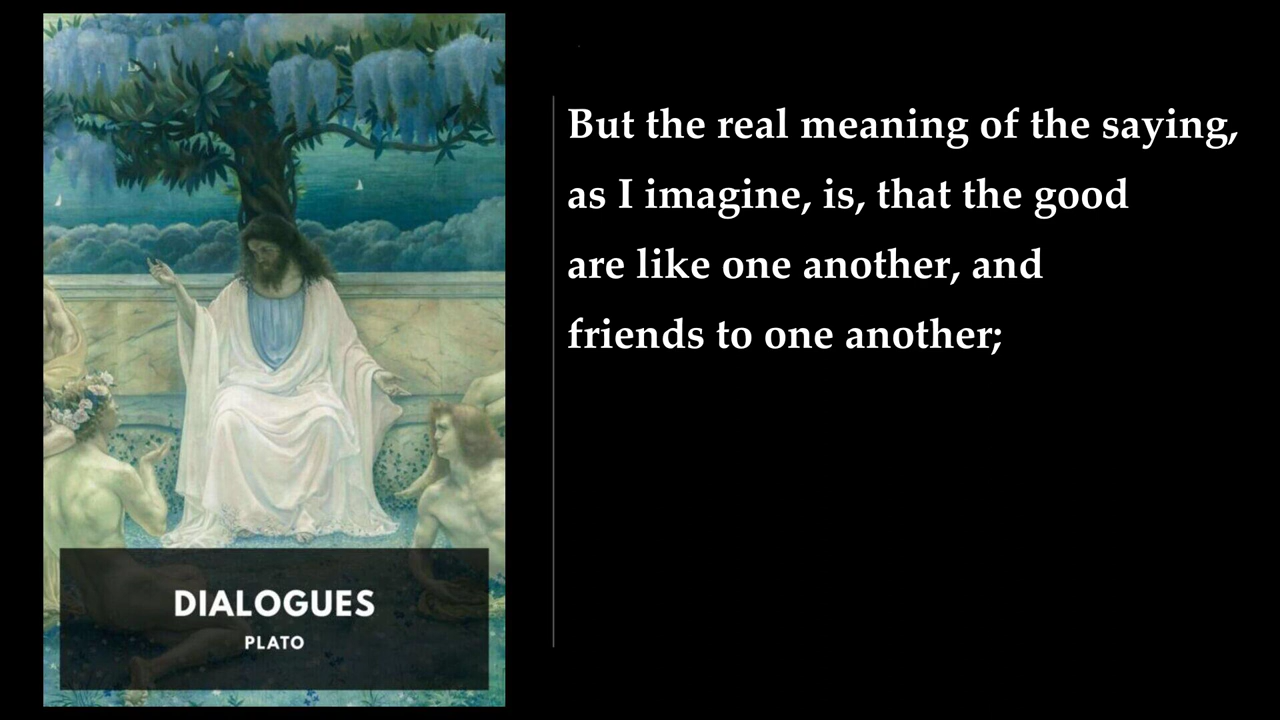 But the real meaning of the saying,
as I imagine, is, that the good
are like one another, and
friends to one another;
DIALOGUES
PLATO